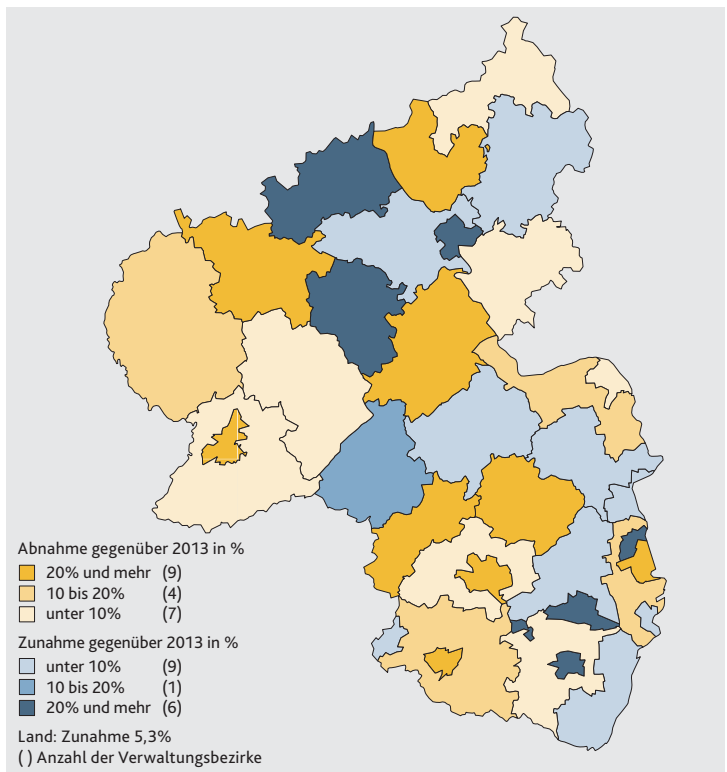 Abnahme gegenüber 2013 in %
20% und mehr (9)
10 bis 20% (4)
unter 10% (7)
Zunahme gegenüber 2013 in %
unter 10% (9)
10 bis 20% (1)
20% und mehr (6)
Land: Zunahme 5,3%
( ) Anzahl der Verwaltungsbezirke